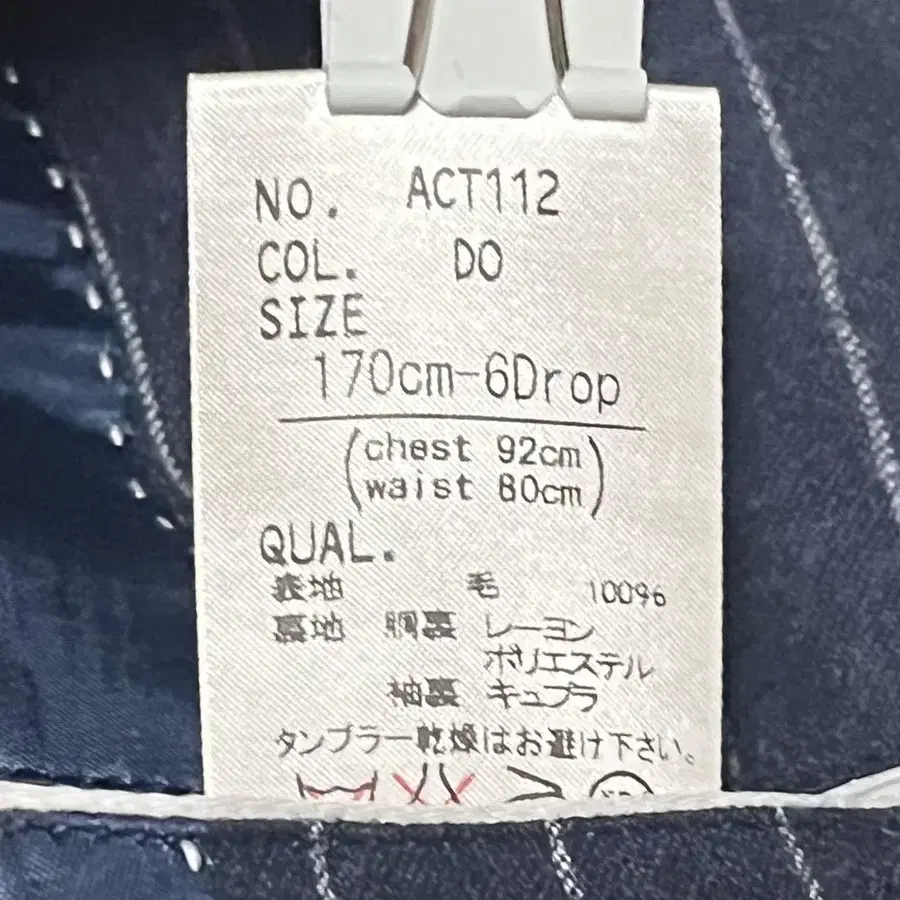 NO. ACT112
COL. DO
SIZE
170cm-6Drop
(chest 92cm
waist 80cm)
QUAL.
表地 毛 100%
裏地 胴裏 レーヨン
ポリエステル
袖裏 キュプラ
タンブラー乾燥はお避け下さい。